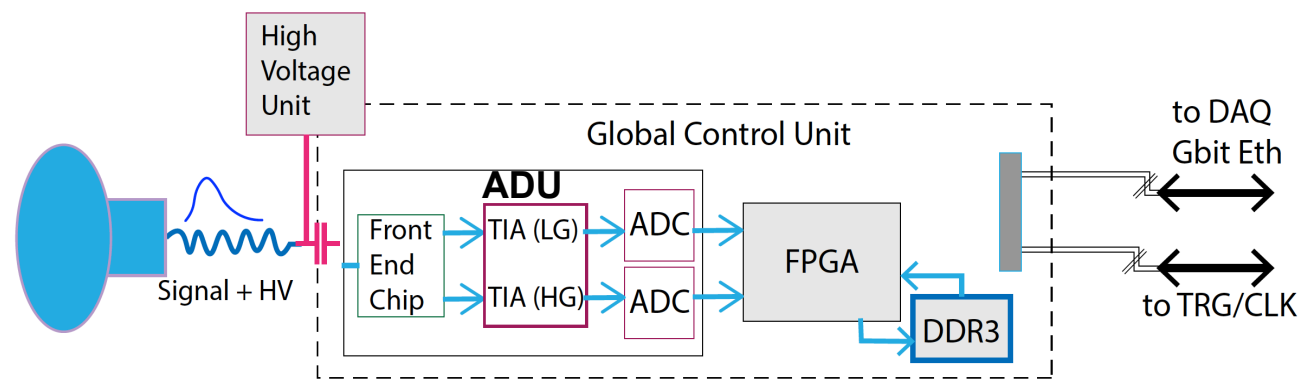 High
Voltage
Unit
Global Control Unit
to DAQ
Gbit Eth
ADU
Front
End
Chip
TIA (LG)
ADC
TIA (HG)
ADC
FPGA
DDR3
Signal + HV
to TRG/CLK